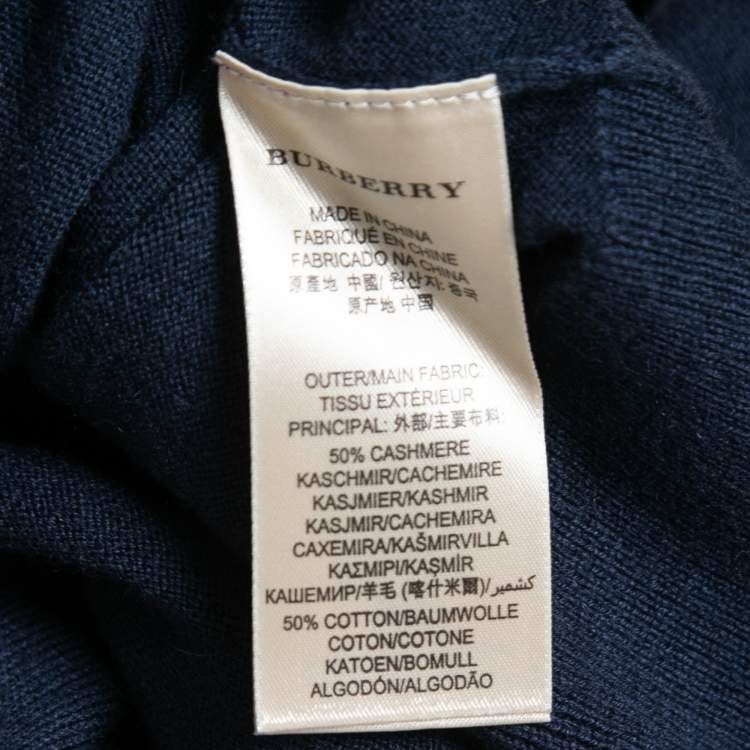 BURBERRY
MADE IN CHINA
FABRIQUÉ EN CHINE
FABRICADO NA CHINA
原產地 中國/ 원산지: 중국
原产地 中国
OUTER/MAIN FABRIC:
TISSU EXTÉRIEUR
PRINCIPAL: 外部/主要布料:
50% CASHMERE
KASCHMIR/CACHEMIRE
KASJMIER/KASHMIR
KASJMIR/CACHEMIRA
CAXEMIRA/KAŠMIRVILLA
ΚΑΣΜΙΡΙ/KAŞMİR
КАШЕМИР/羊毛 (喀什米爾)/كشمير
50% COTTON/BAUMWOLLE
COTON/COTONE
KATOEN/BOMULL
ALGODÓN/ALGODÃO